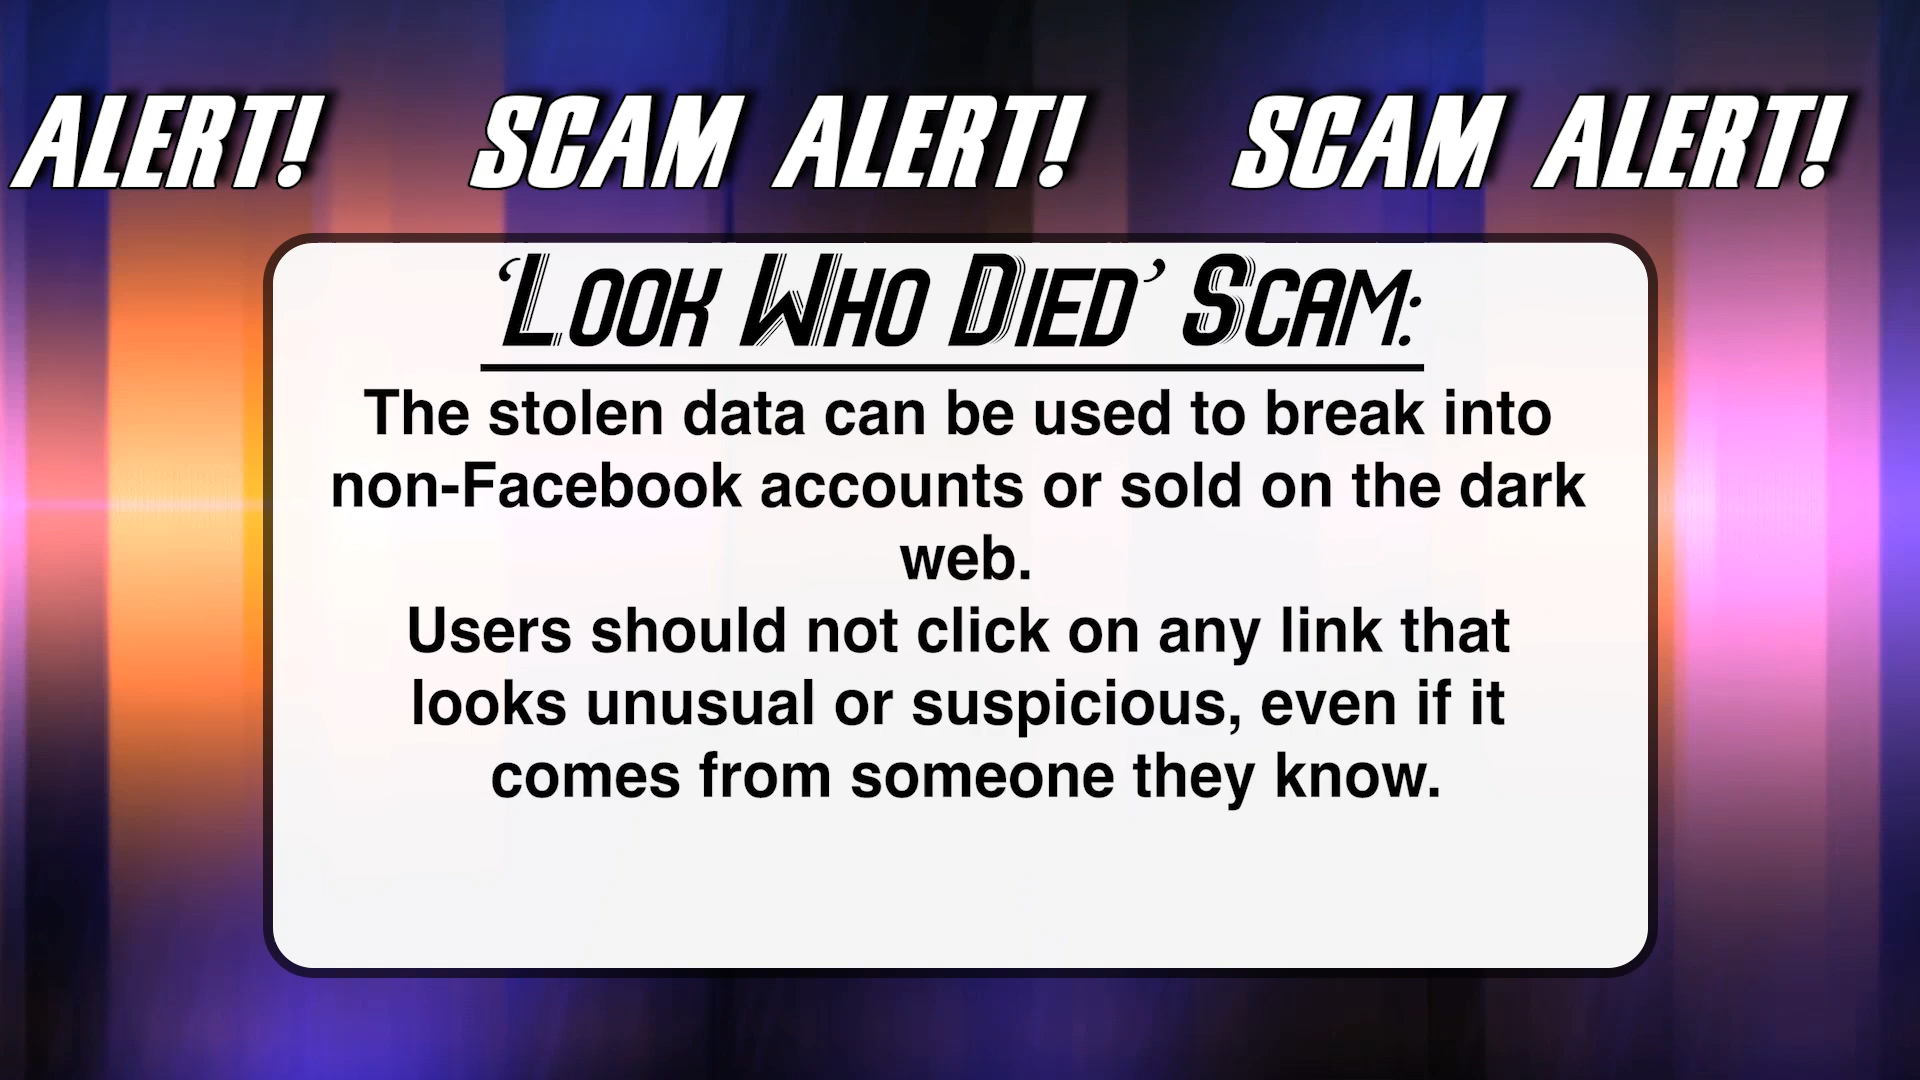 ALERT! SCAM ALERT! SCAM ALERT!
‘Look Who Died’ Scam:
The stolen data can be used to break into
non-Facebook accounts or sold on the dark
web.
Users should not click on any link that
looks unusual or suspicious, even if it
comes from someone they know.